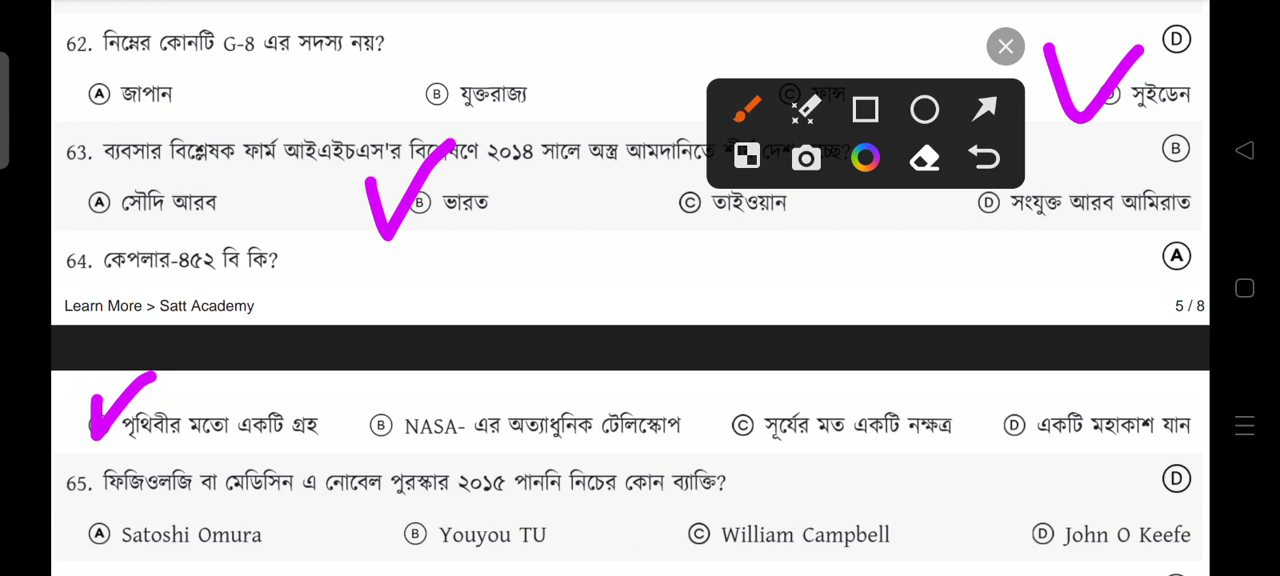 62. নিম্নের কোনটি G-8 এর সদস্য নয়? D
A জাপান B যুক্তরাজ্য C ফ্রান্স D সুইডেন
63. ব্যবসার বিশ্লেষক ফার্ম আইএইচএস'র বিশ্লেষণে ২০১৪ সালে অস্ত্র আমদানিতে শীর্ষ দেশ হচ্ছে? B
A সৌদি আরব B ভারত C তাইওয়ান D সংযুক্ত আরব আমিরাত
64. কেপলার-৪৫২ বি কি? A
Learn More > Satt Academy 5 / 8
পৃথিবীর মতো একটি গ্রহ B NASA- এর অত্যাধুনিক টেলিস্কোপ C সূর্যের মত একটি নক্ষত্র D একটি মহাকাশ যান
65. ফিজিওলজি বা মেডিসিন এ নোবেল পুরস্কার ২০১৫ পাননি নিচের কোন ব্যাক্তি? D
A Satoshi Omura B Youyou TU C William Campbell D John O Keefe